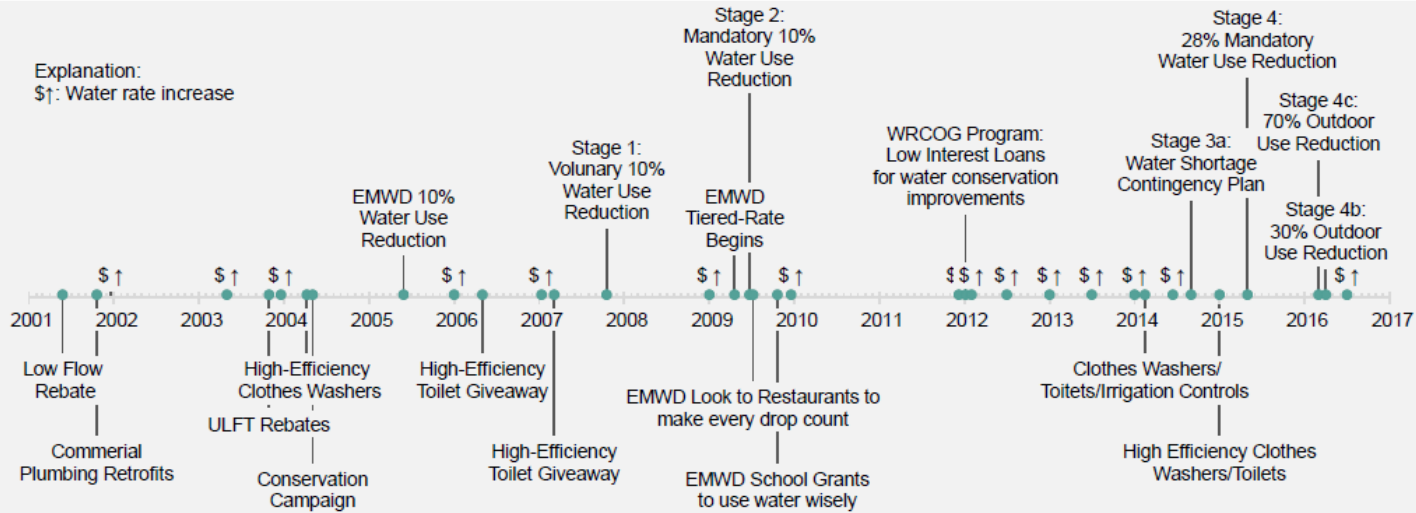 Explanation:
$↑: Water rate increase
EMWD 10%
Water Use
Reduction
Stage 1:
Volunary 10%
Water Use
Reduction
Stage 2:
Mandatory 10%
Water Use
Reduction
EMWD
Tiered-Rate
Begins
WRCOG Program:
Low Interest Loans
for water conservation
improvements
Stage 3a:
Water Shortage
Contingency Plan
Stage 4:
28% Mandatory
Water Use Reduction
Stage 4c:
70% Outdoor
Use Reduction
Stage 4b:
30% Outdoor
Use Reduction
$ ↑ $ ↑ $ ↑ $ ↑ $ ↑ $ ↑ $ ↑ $ $ ↑ $ ↑ $ ↑ $ ↑ $ ↑ $ ↑ $ ↑
2001 2002 2003 2004 2005 2006 2007 2008 2009 2010 2011 2012 2013 2014 2015 2016 2017
Low Flow
Rebate
Commerial
Plumbing Retrofits
High-Efficiency
Clothes Washers
ULFT Rebates
Conservation
Campaign
High-Efficiency
Toilet Giveaway
High-Efficiency
Toilet Giveaway
EMWD Look to Restaurants to
make every drop count
EMWD School Grants
to use water wisely
Clothes Washers/
Toitets/Irrigation Controls
High Efficiency Clothes
Washers/Toilets